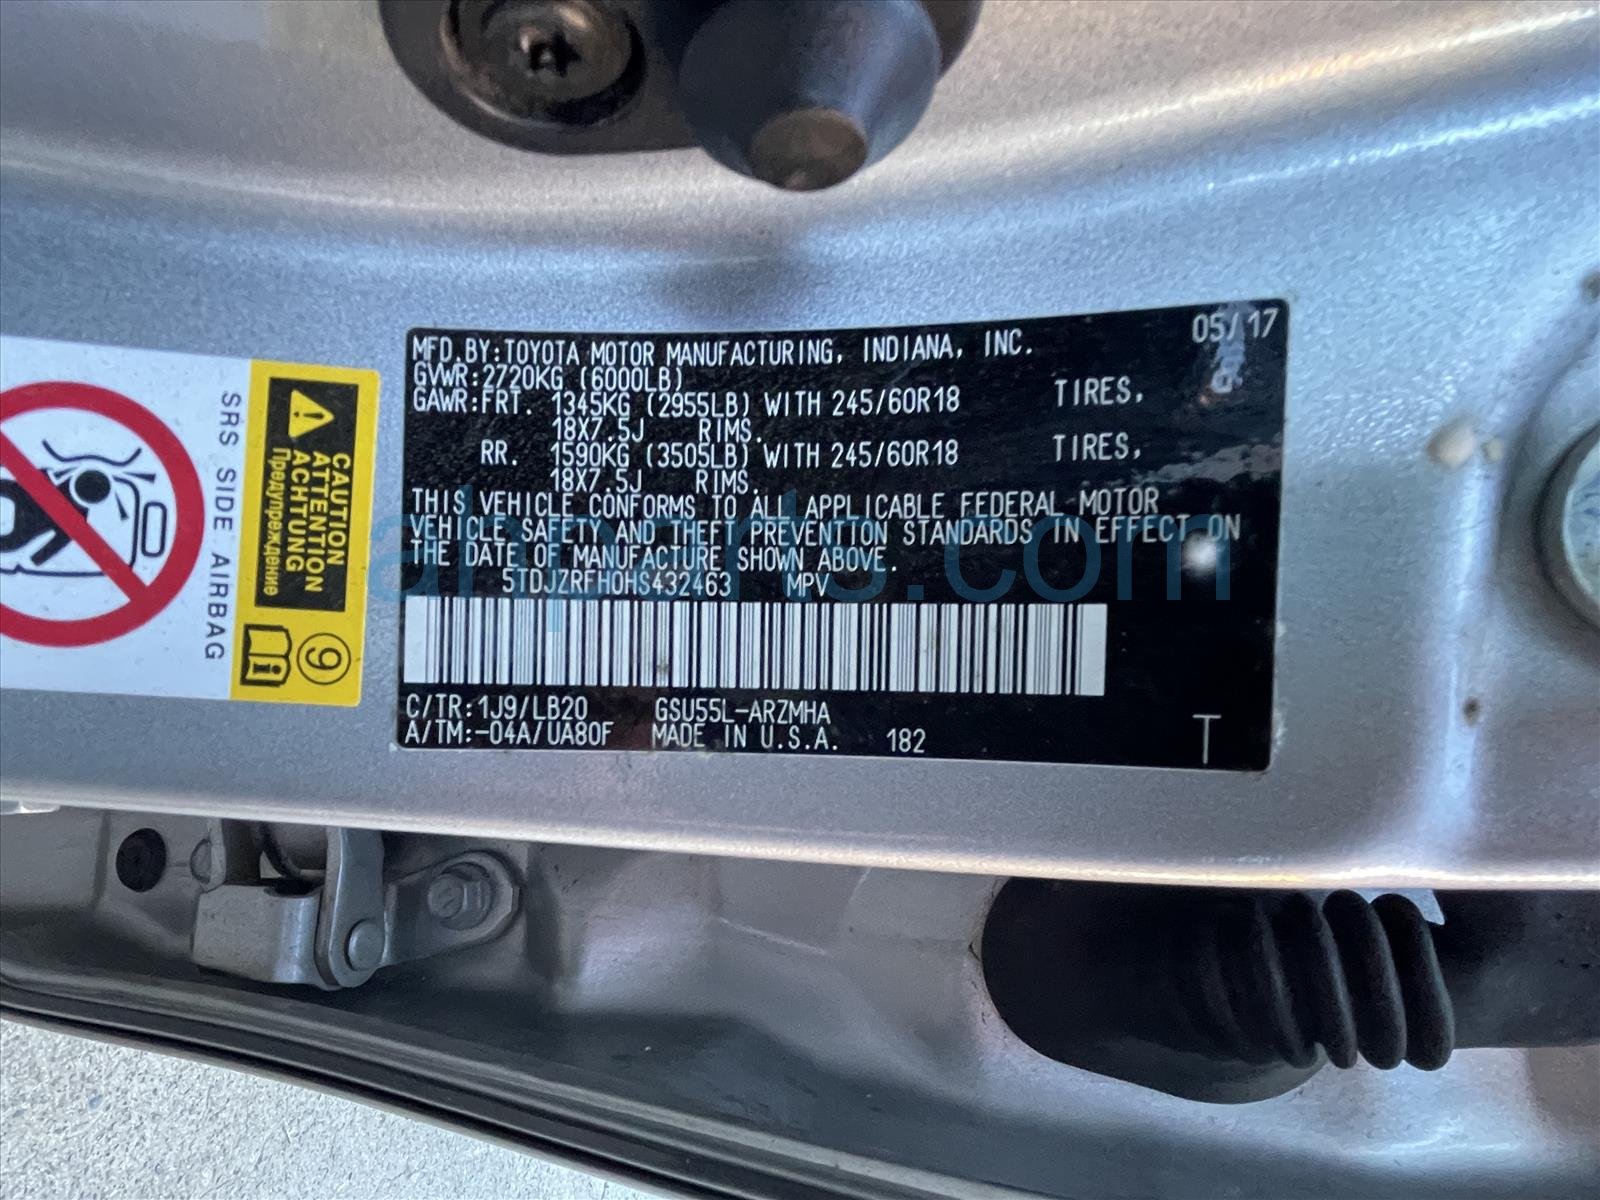 05/17
MFD.BY:TOYOTA MOTOR MANUFACTURING, INDIANA, INC.
GVWR:2720KG (6000LB)
GAWR:FRT. 1345KG (2955LB) WITH 245/60R18 TIRES,
18X7.5J RIMS.
RR. 1590KG (3505LB) WITH 245/60R18 TIRES,
18X7.5J RIMS.
THIS VEHICLE CONFORMS TO ALL APPLICABLE FEDERAL MOTOR
VEHICLE SAFETY AND THEFT PREVENTION STANDARDS IN EFFECT ON
THE DATE OF MANUFACTURE SHOWN ABOVE.
5TDJZRFH0HS432463 MPV
C/TR:1J9/LB20 GSU55L-ARZMHA
A/TM:-04A/UA80F MADE IN U.S.A. 182
T
SRS SIDE AIRBAG
CAUTION
ATTENTION
ACHTUNG
Предупреждение
9
i
ahparts.com